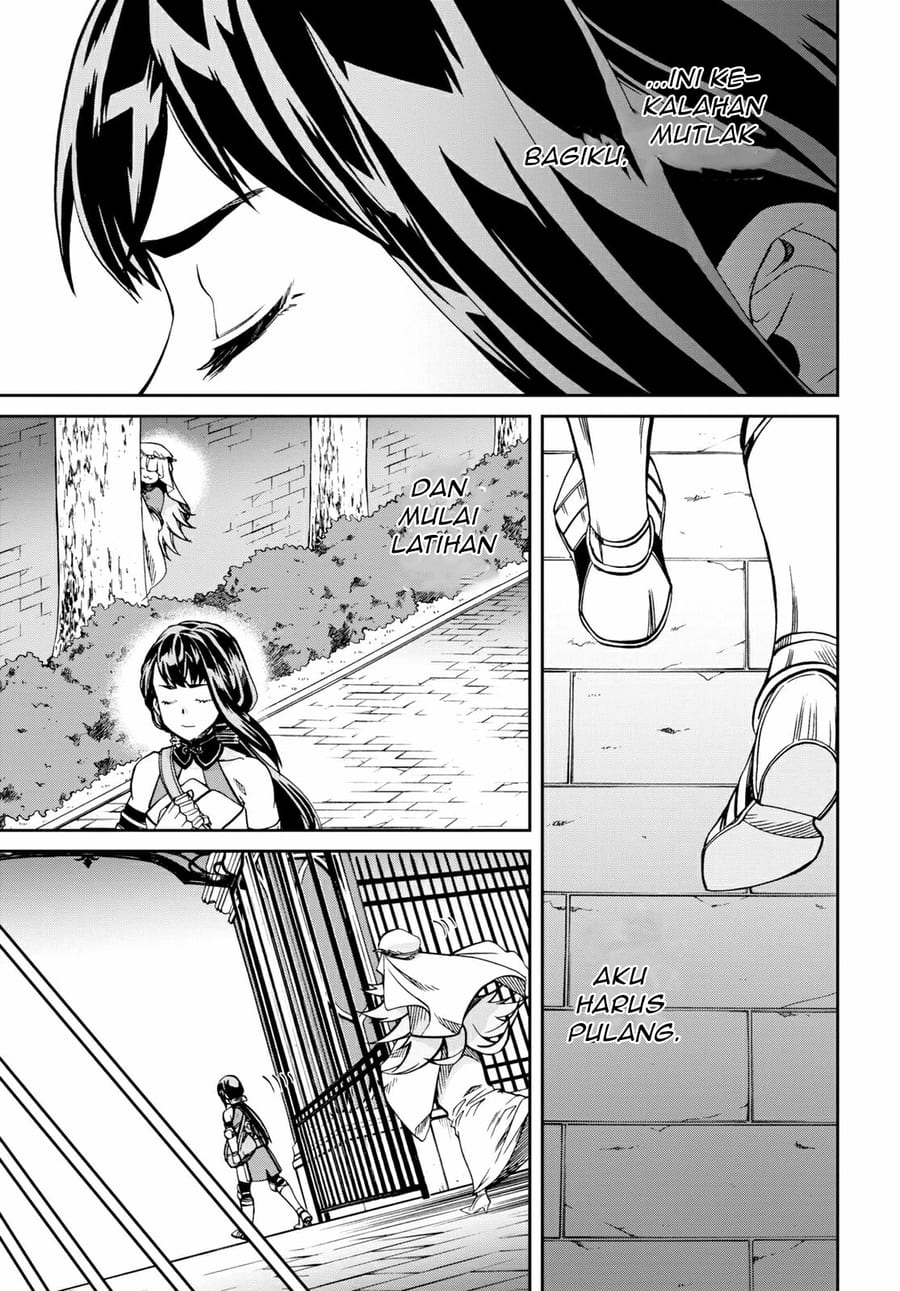 ...INI KE-
KALAHAN
MUTLAK
BAGIKU.
AKU
HARUS
PULANG.
DAN
MULAI
LATIHAN